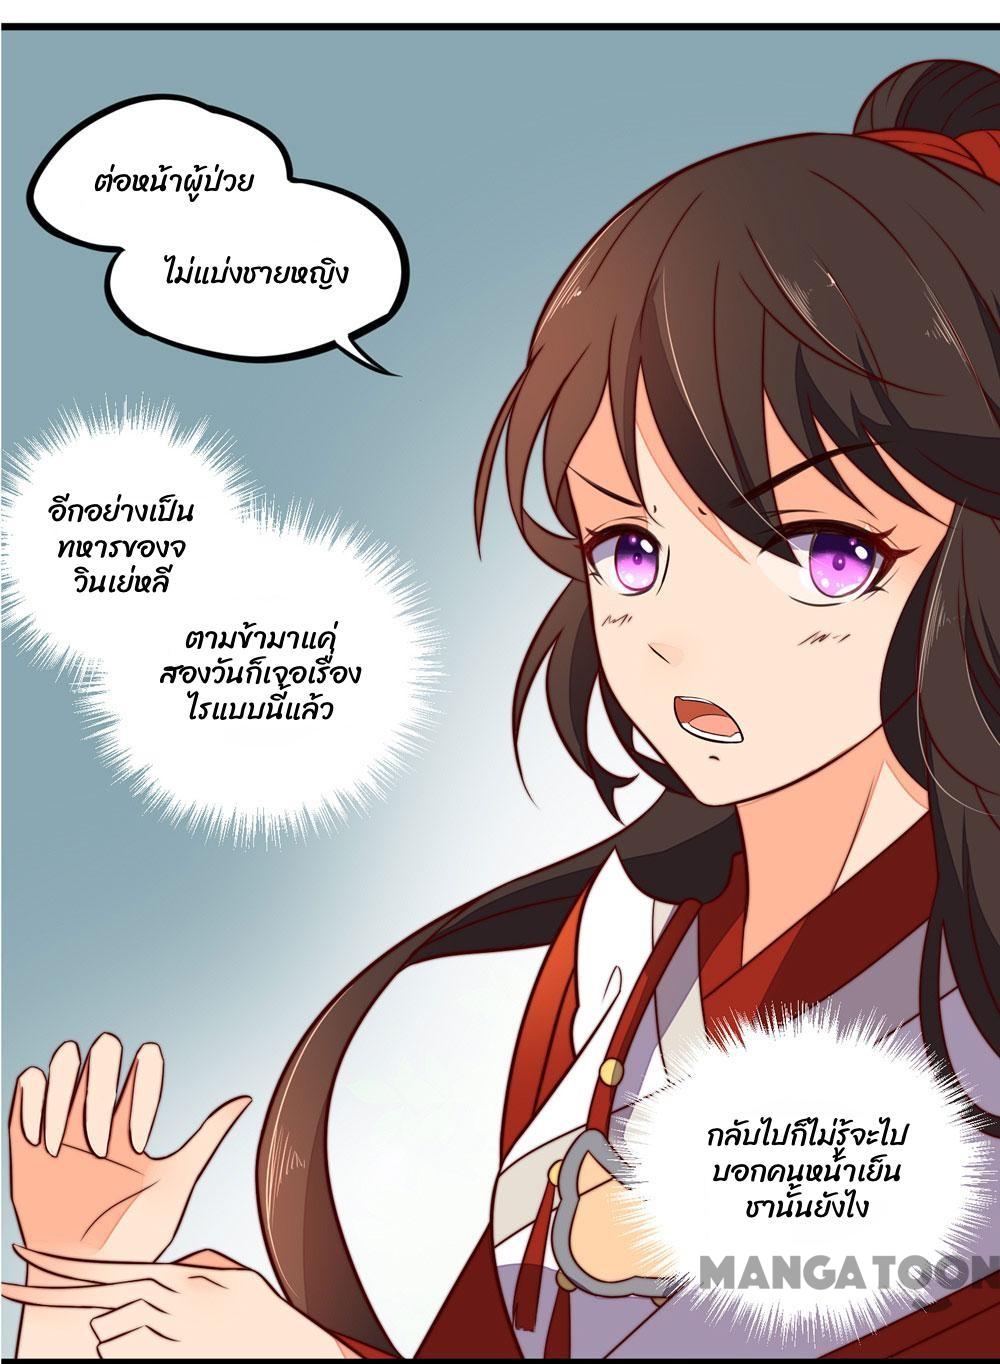 ต่อหน้าผู้ป่วย
ไม่แบ่งชายหญิง
อีกอย่างเป็น
ทหารของจ
วินเย่หลี
ตามข้ามาแค่
สองวันก็เจอเรื่อง
ไรแบบนี้แล้ว
กลับไปก็ไม่รู้จะไป
บอกคนหน้าเย็น
ชานั้นยังไง
MANGATOON